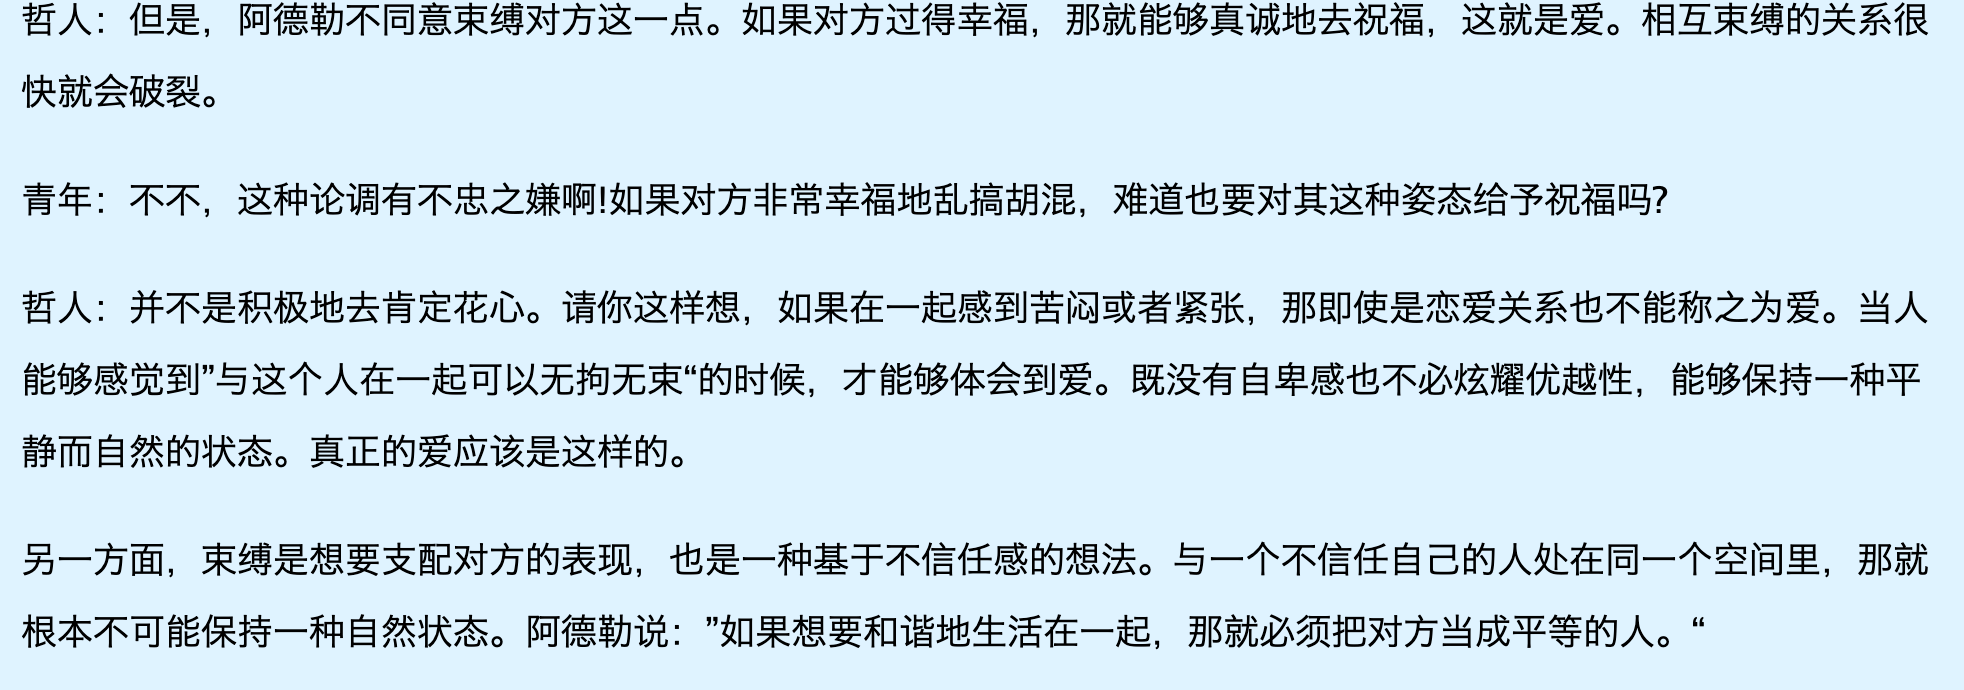 哲人：但是，阿德勒不同意束缚对方这一点。如果对方过得幸福，那就能够真诚地去祝福，这就是爱。相互束缚的关系很
快就会破裂。
青年：不不，这种论调有不忠之嫌啊!如果对方非常幸福地乱搞胡混，难道也要对其这种姿态给予祝福吗?
哲人：并不是积极地去肯定花心。请你这样想，如果在一起感到苦闷或者紧张，那即使是恋爱关系也不能称之为爱。当人
能够感觉到”与这个人在一起可以无拘无束“的时候，才能够体会到爱。既没有自卑感也不必炫耀优越性，能够保持一种平
静而自然的状态。真正的爱应该是这样的。
另一方面，束缚是想要支配对方的表现，也是一种基于不信任感的想法。与一个不信任自己的人处在同一个空间里，那就
根本不可能保持一种自然状态。阿德勒说：”如果想要和谐地生活在一起，那就必须把对方当成平等的人。“